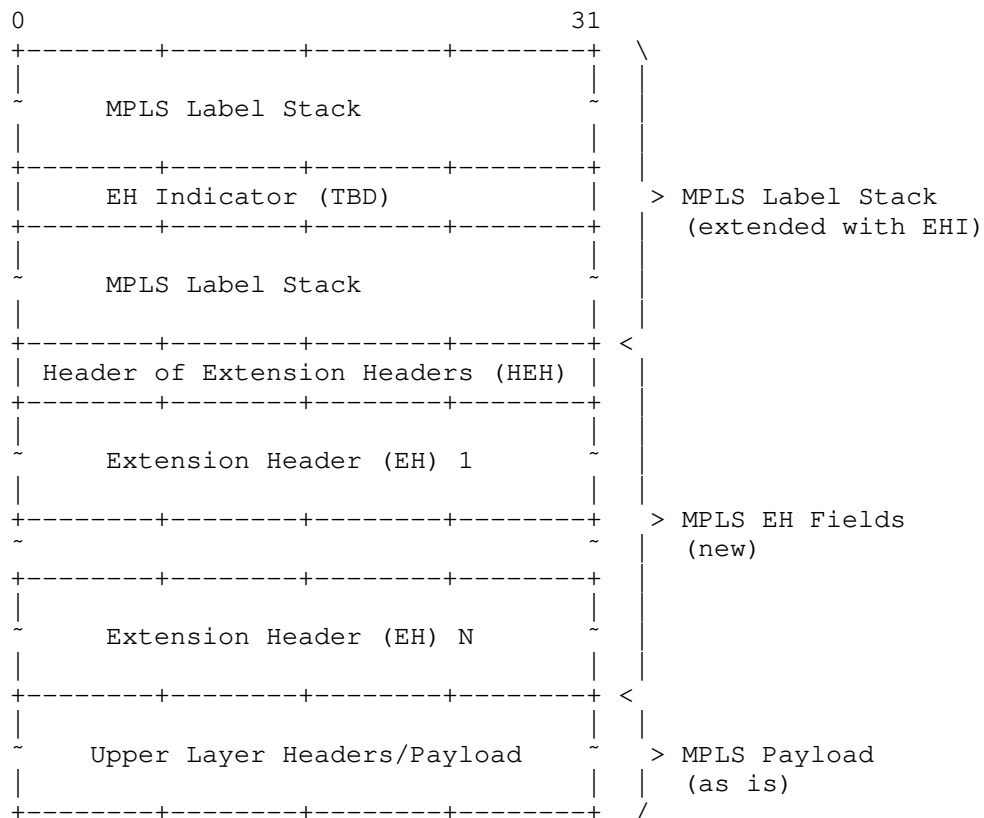 0                                  31
+--------+--------+--------+--------+  \
|                                   |  |
~     MPLS Label Stack              ~  |
|                                   |  |
+--------+--------+--------+--------+  |
|     EH Indicator (TBD)            |  > MPLS Label Stack
+--------+--------+--------+--------+  |  (extended with EHI)
|                                   |  |
~     MPLS Label Stack              ~  |
|                                   |  |
+--------+--------+--------+--------+ <
| Header of Extension Headers (HEH) |  |
+--------+--------+--------+--------+  |
|                                   |  |
~     Extension Header (EH) 1       ~  |
|                                   |  |
+--------+--------+--------+--------+  > MPLS EH Fields
~                                   ~  |  (new)
+--------+--------+--------+--------+  |
|                                   |  |
~     Extension Header (EH) N       ~  |
|                                   |  |
+--------+--------+--------+--------+ <
|                                   |  |
~    Upper Layer Headers/Payload    ~  > MPLS Payload
|                                   |  |  (as is)
+--------+--------+--------+--------+  /